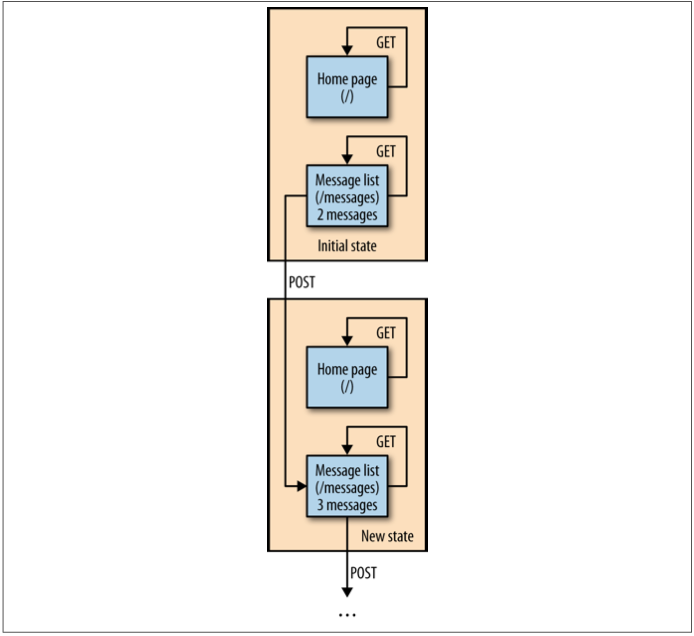 GET
Home page
(/)
GET
Message list
(/messages)
2 messages
Initial state
POST
GET
Home page
(/)
GET
Message list
(/messages)
3 messages
New state
POST
...